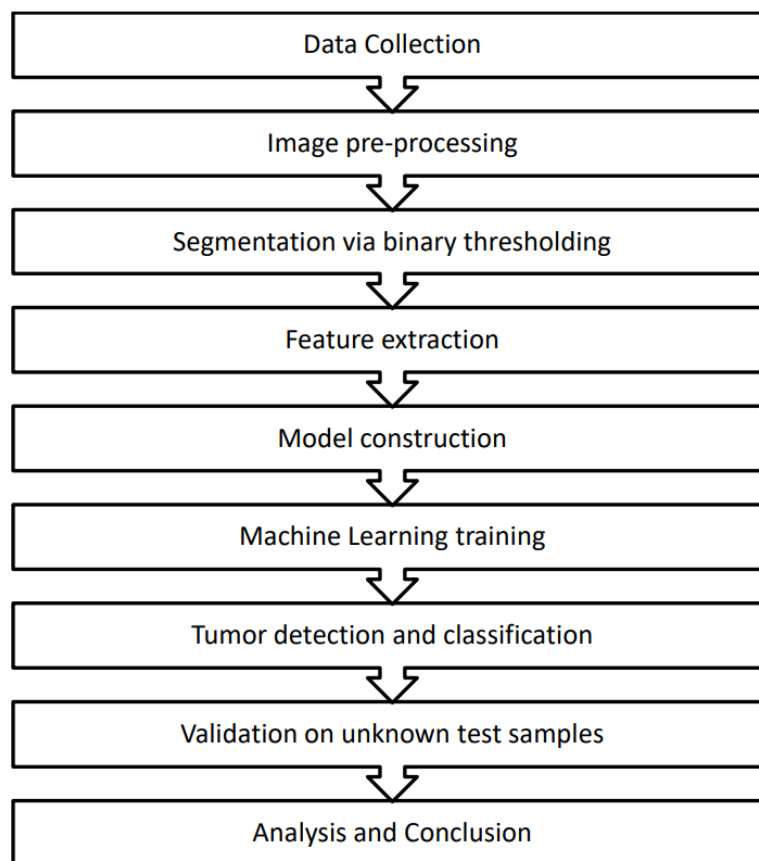 Data Collection
Image pre-processing
Segmentation via binary thresholding
Feature extraction
Model construction
Machine Learning training
Tumor detection and classification
Validation on unknown test samples
Analysis and Conclusion